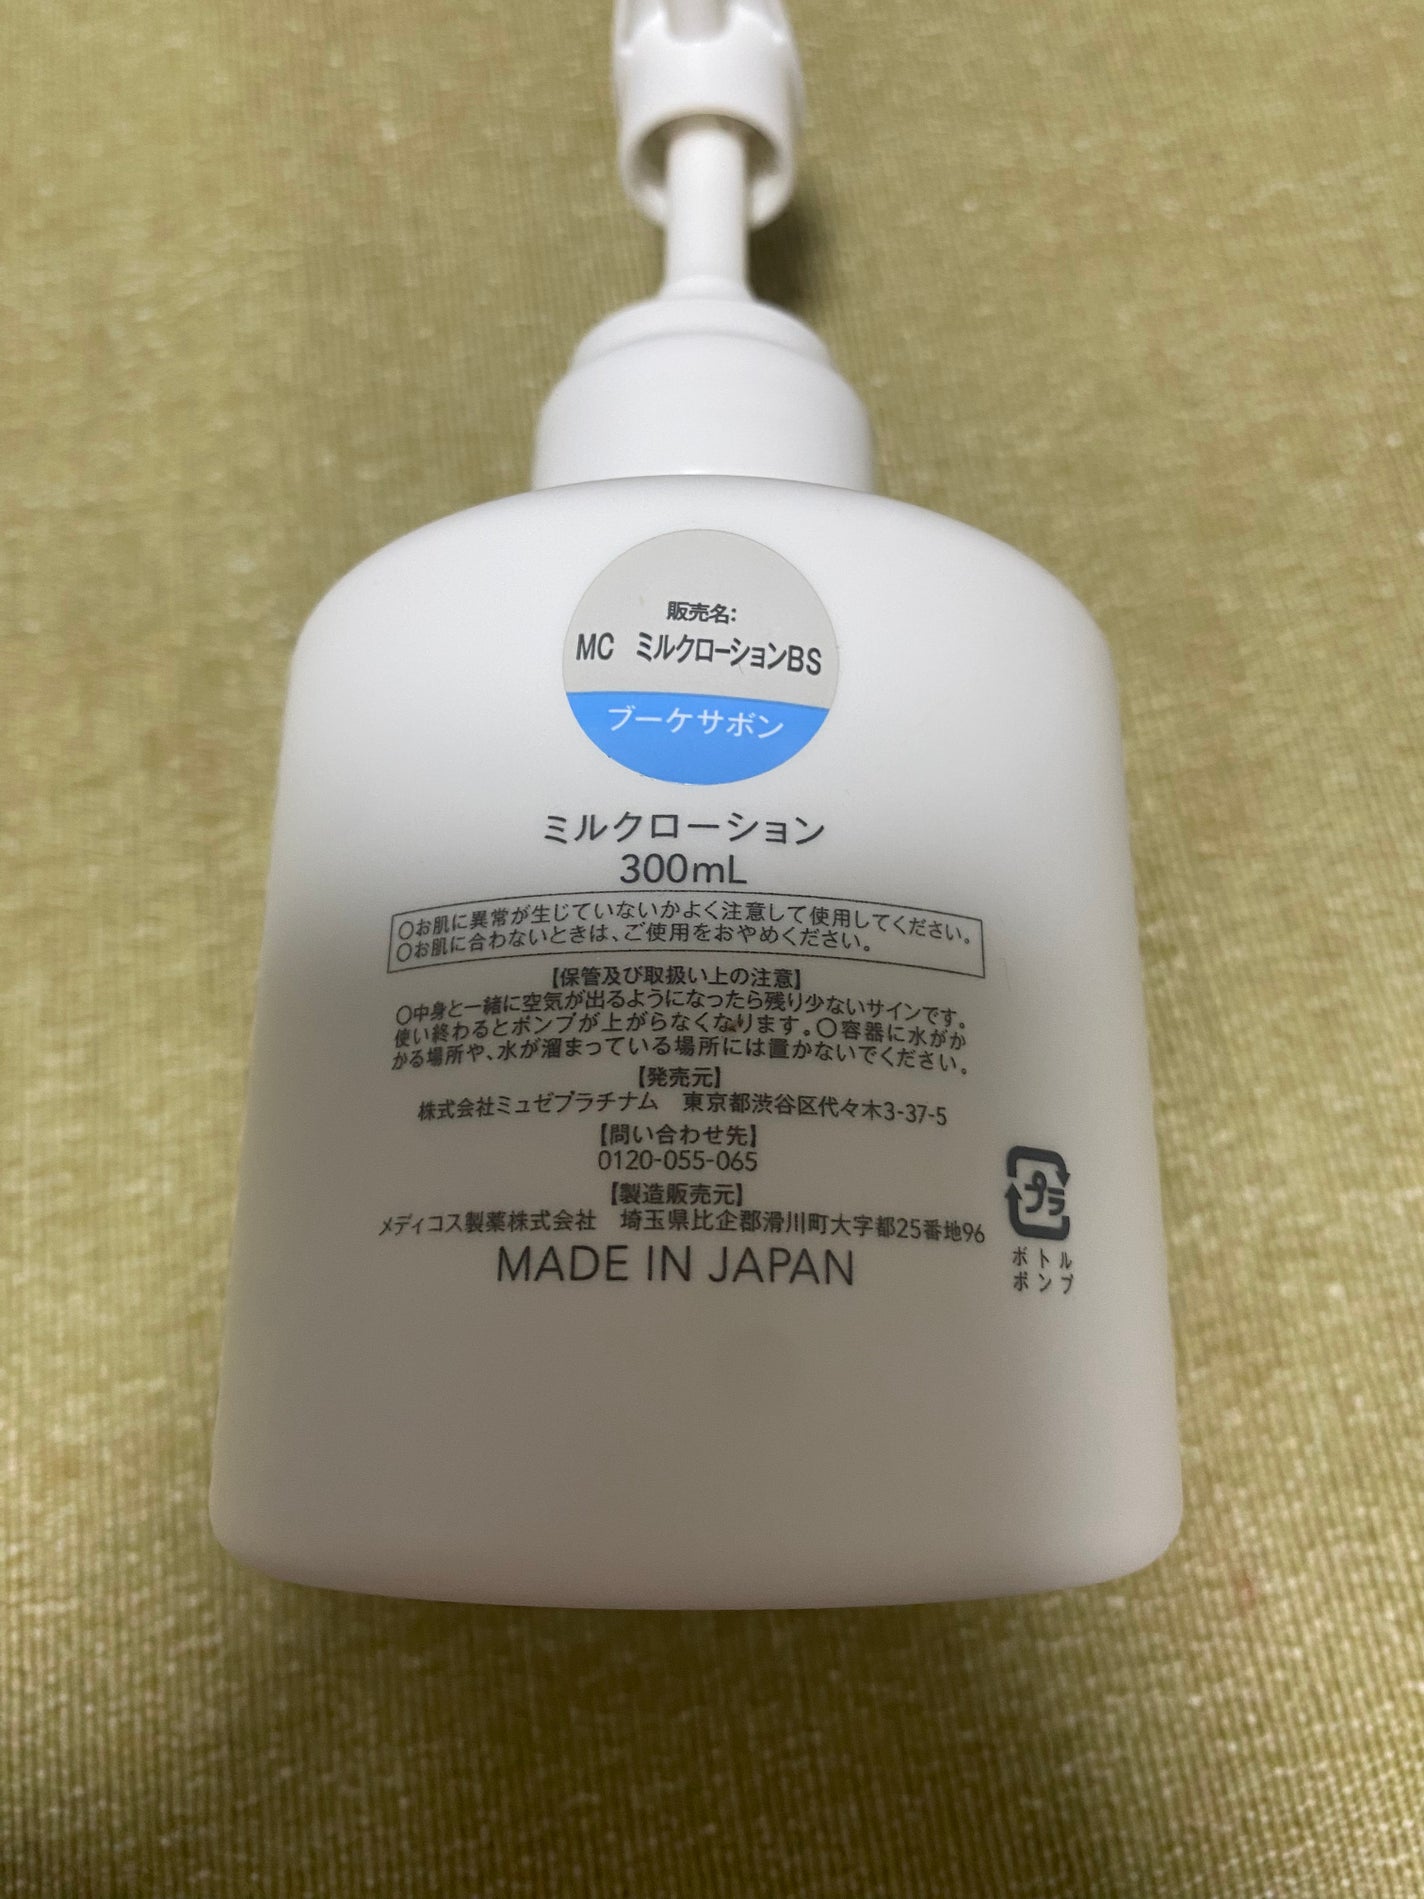 販売名:
MC ミルクローションBS
ブーケサボン
ミルクローション
300mL
○お肌に異常が生じていないかよく注意して使用してください。
○お肌に合わないときは、ご使用をおやめください。
【保管及び取扱い上の注意】
○中身と一緒に空気が出るようになったら残り少ないサインです。
使い終わるとポンプが上がらなくなります。○容器に水がか
かる場所や、水が溜まっている場所には置かないでください。
【発売元】
株式会社ミュゼプラチナム 東京都渋谷区代々木3-37-5
【問い合わせ先】
0120-055-065
【製造販売元】
メディコス製薬株式会社 埼玉県比企郡滑川町大字都25番地96
MADE IN JAPAN
プラ
ボトル
ポンプ